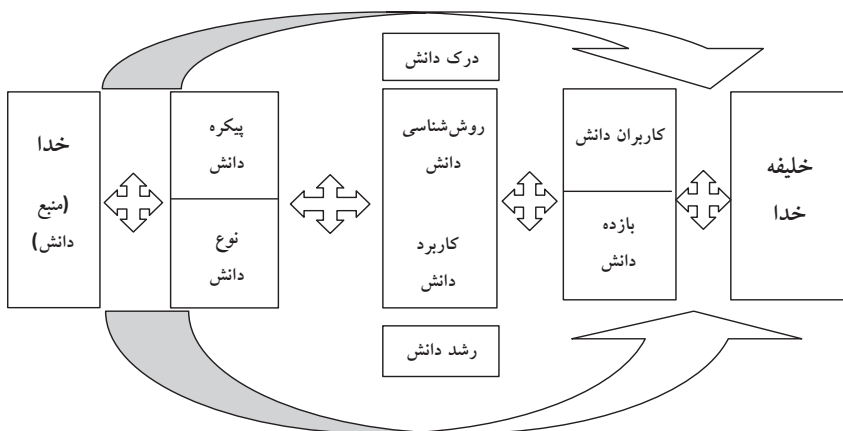 درک دانش
خدا
(منبع
دانش)
پیکره
دانش
نوع
دانش
روش‌شناسی
دانش
کاربرد
دانش
کاربران دانش
بازده
دانش
خلیفه
خدا
رشد دانش